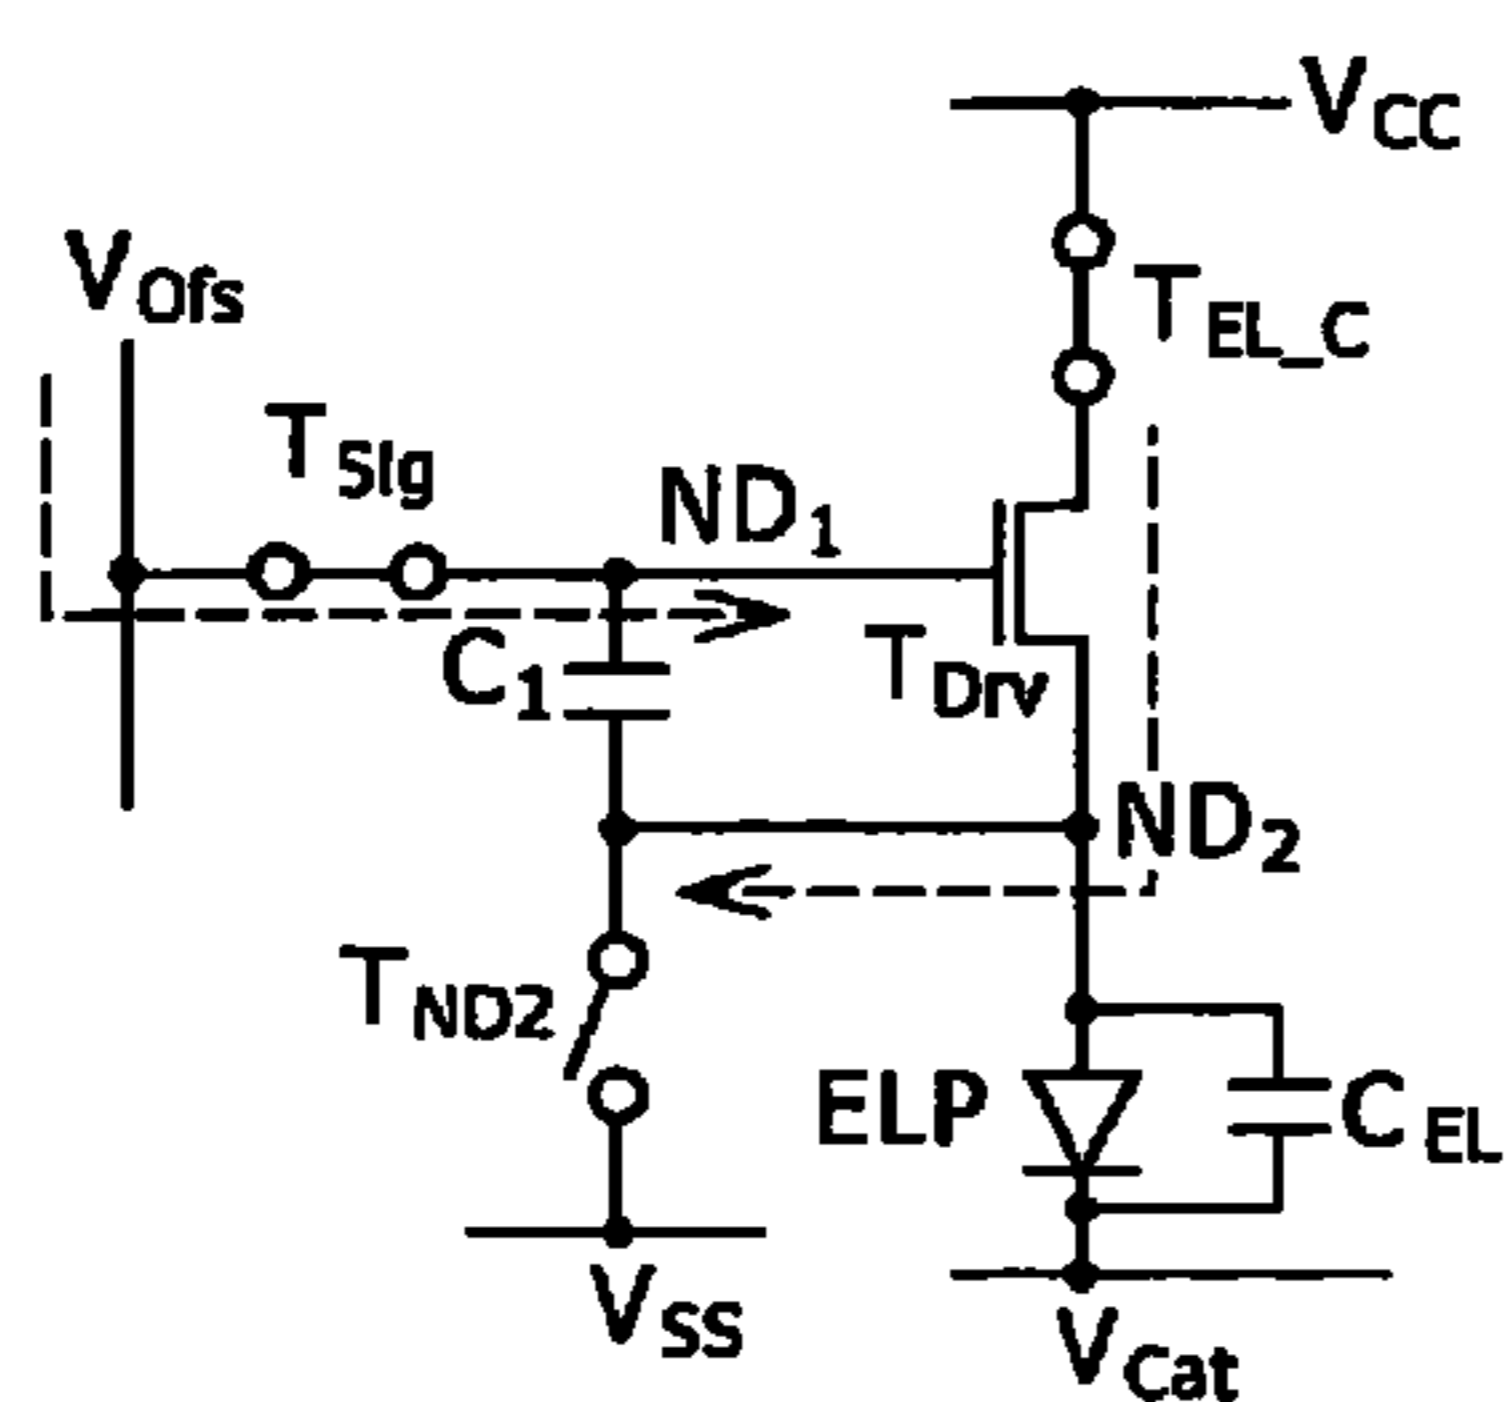 VCC
VOfs
TEL_C
TSig
ND1
C1
TDrv
ND2
TND2
ELP
CEL
VSS
VCat